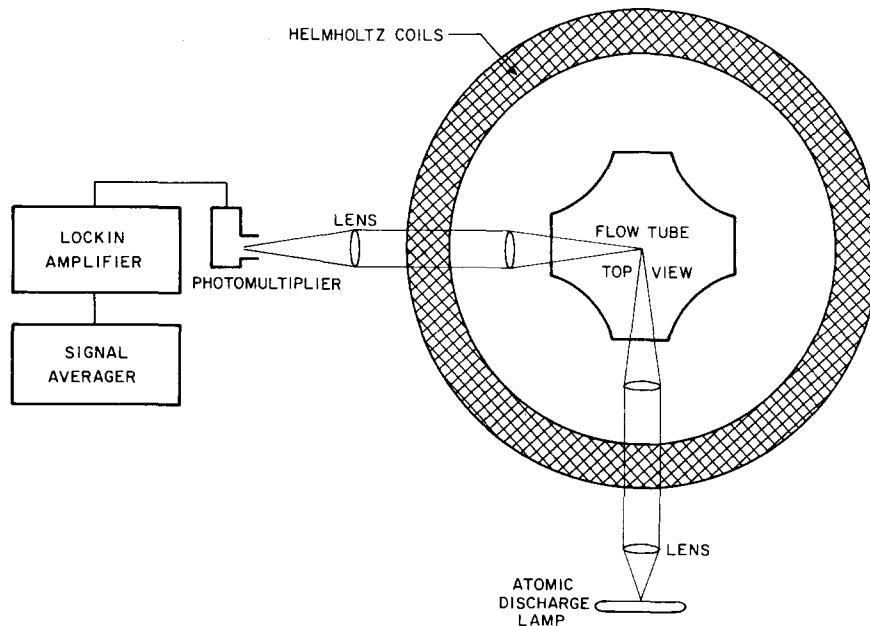 HELMHOLTZ COILS
LENS
LOCKIN
AMPLIFIER
PHOTOMULTIPLIER
FLOW TUBE
TOP VIEW
SIGNAL
AVERAGER
LENS
ATOMIC
DISCHARGE
LAMP